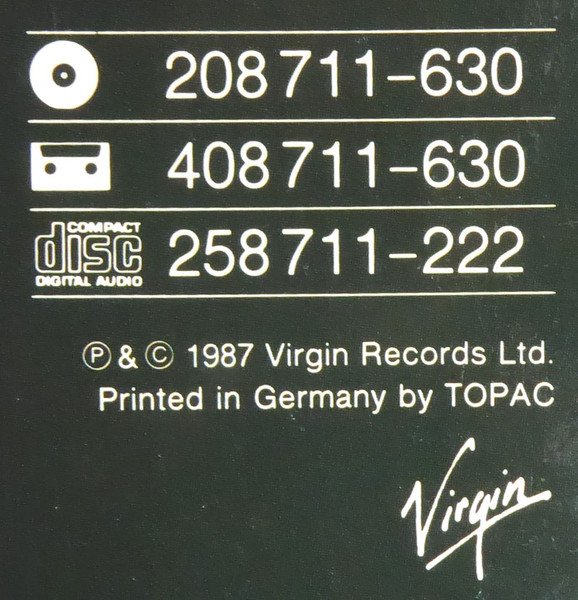 208 711-630
408 711-630
COMPACT
disc
DIGITAL AUDIO
258 711-222
Ⓟ & © 1987 Virgin Records Ltd.
Printed in Germany by TOPAC
Virgin